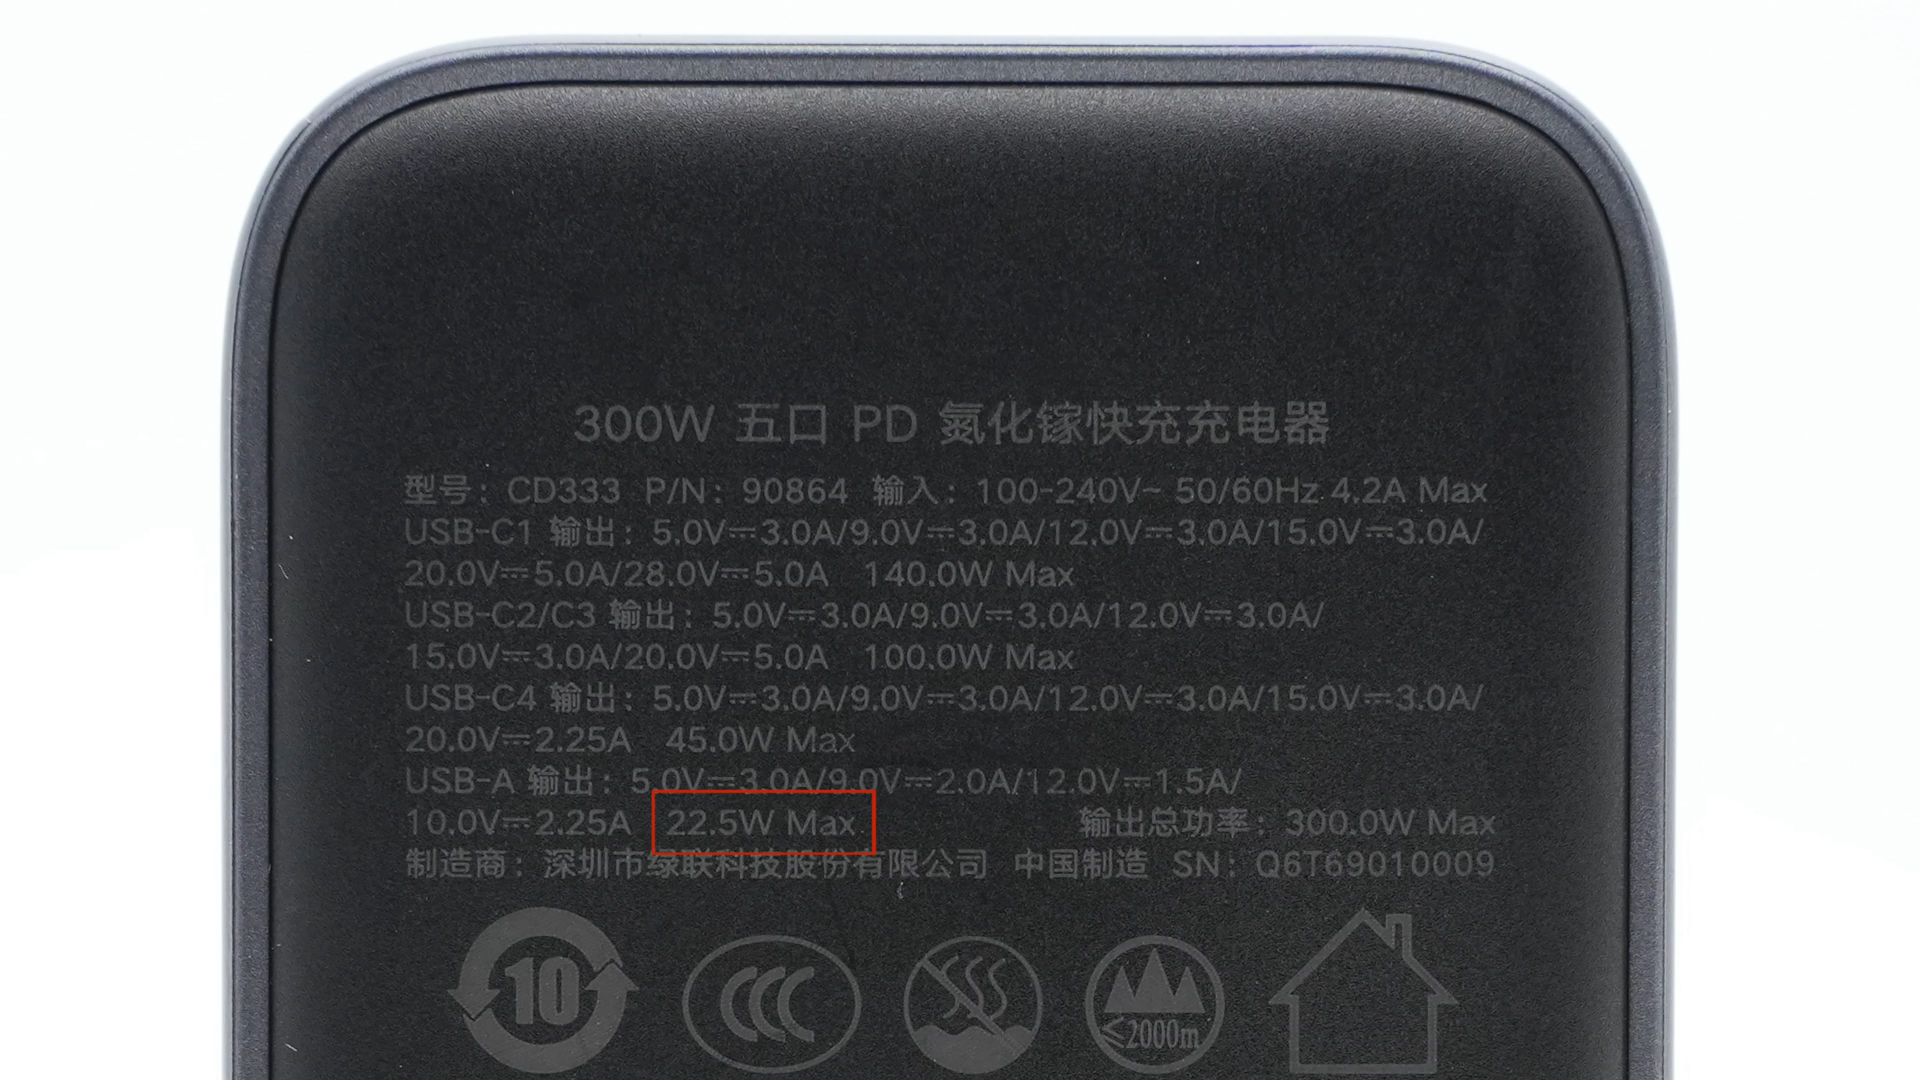 300W 五口 PD 氮化镓快充充电器
型号：CD333 P/N：90864 输入：100-240V~ 50/60Hz 4.2A Max
USB-C1 输出：5.0V⎓3.0A/9.0V⎓3.0A/12.0V⎓3.0A/15.0V⎓3.0A/
20.0V⎓5.0A/28.0V⎓5.0A 140.0W Max
USB-C2/C3 输出：5.0V⎓3.0A/9.0V⎓3.0A/12.0V⎓3.0A/
15.0V⎓3.0A/20.0V⎓5.0A 100.0W Max
USB-C4 输出：5.0V⎓3.0A/9.0V⎓3.0A/12.0V⎓3.0A/15.0V⎓3.0A/
20.0V⎓2.25A 45.0W Max
USB-A 输出：5.0V⎓3.0A/9.0V⎓2.0A/12.0V⎓1.5A/
10.0V⎓2.25A 22.5W Max 输出总功率：300.0W Max
制造商：深圳市绿联科技股份有限公司 中国制造 SN：Q6T69010009
10 CCC ≤2000m